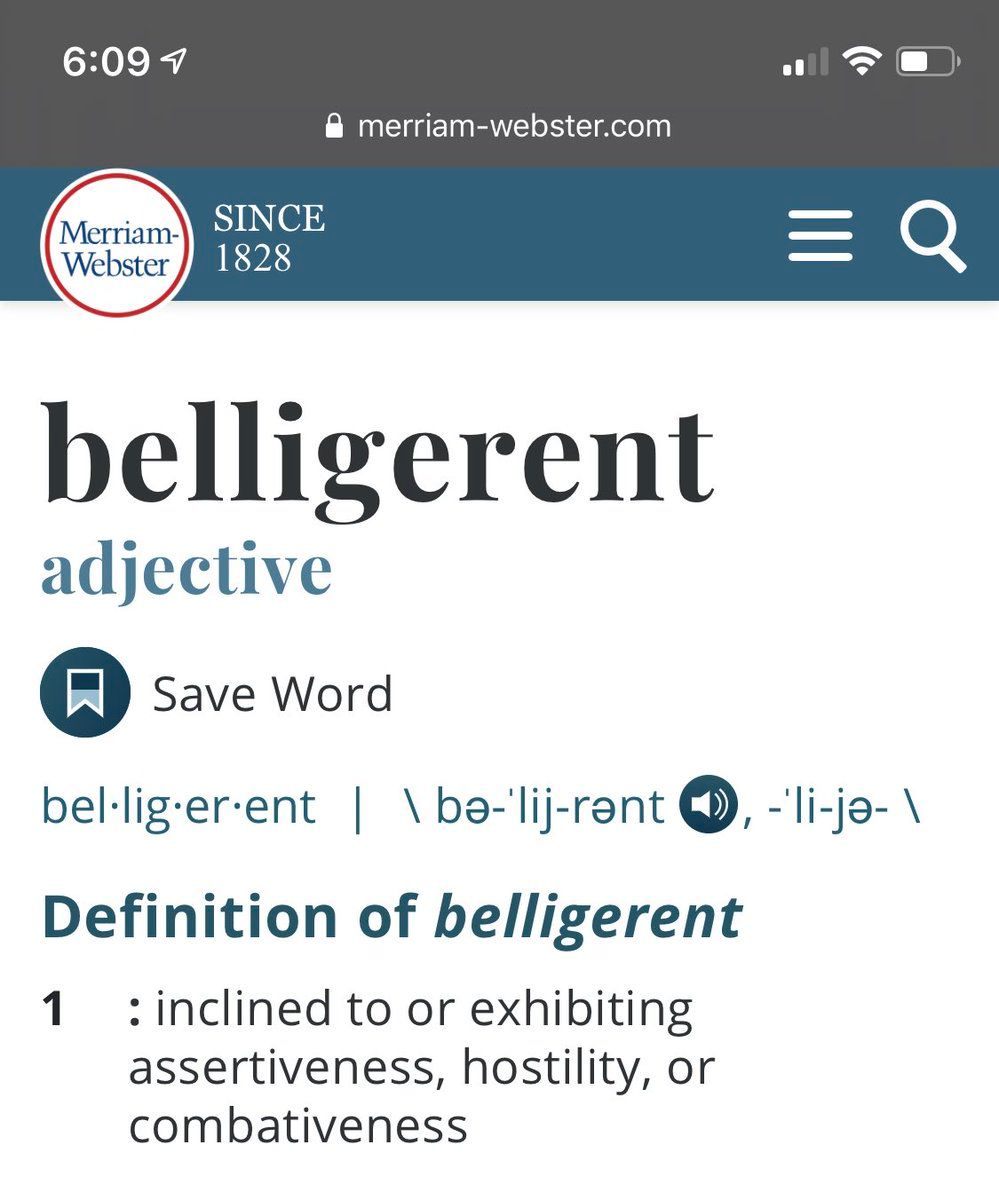 6:09
merriam-webster.com
Merriam-
Webster
SINCE
1828
belligerent
adjective
Save Word
bel·lig·er·ent | \ bə-ˈlij-rənt , -ˈli-jə- \
Definition of belligerent
1 : inclined to or exhibiting
assertiveness, hostility, or
combativeness